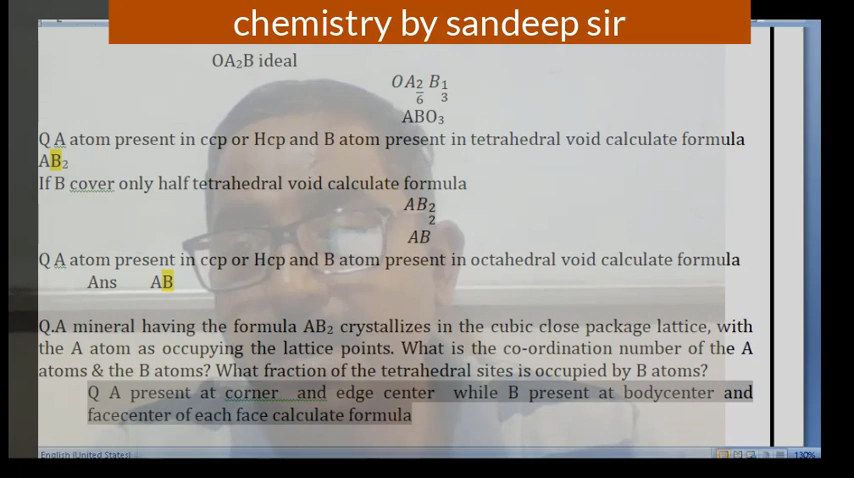 chemistry by sandeep sir
OA₂B ideal
OA2/6 B1/3
ABO₃
Q A atom present in ccp or Hcp and B atom present in tetrahedral void calculate formula
AB₂
If B cover only half tetrahedral void calculate formula
AB2/2
AB
Q A atom present in ccp or Hcp and B atom present in octahedral void calculate formula
Ans AB
Q.A mineral having the formula AB₂ crystallizes in the cubic close package lattice, with
the A atom as occupying the lattice points. What is the co-ordination number of the A
atoms & the B atoms? What fraction of the tetrahedral sites is occupied by B atoms?
Q A present at corner and edge center while B present at bodycenter and
facecenter of each face calculate formula
English (United States) 130%